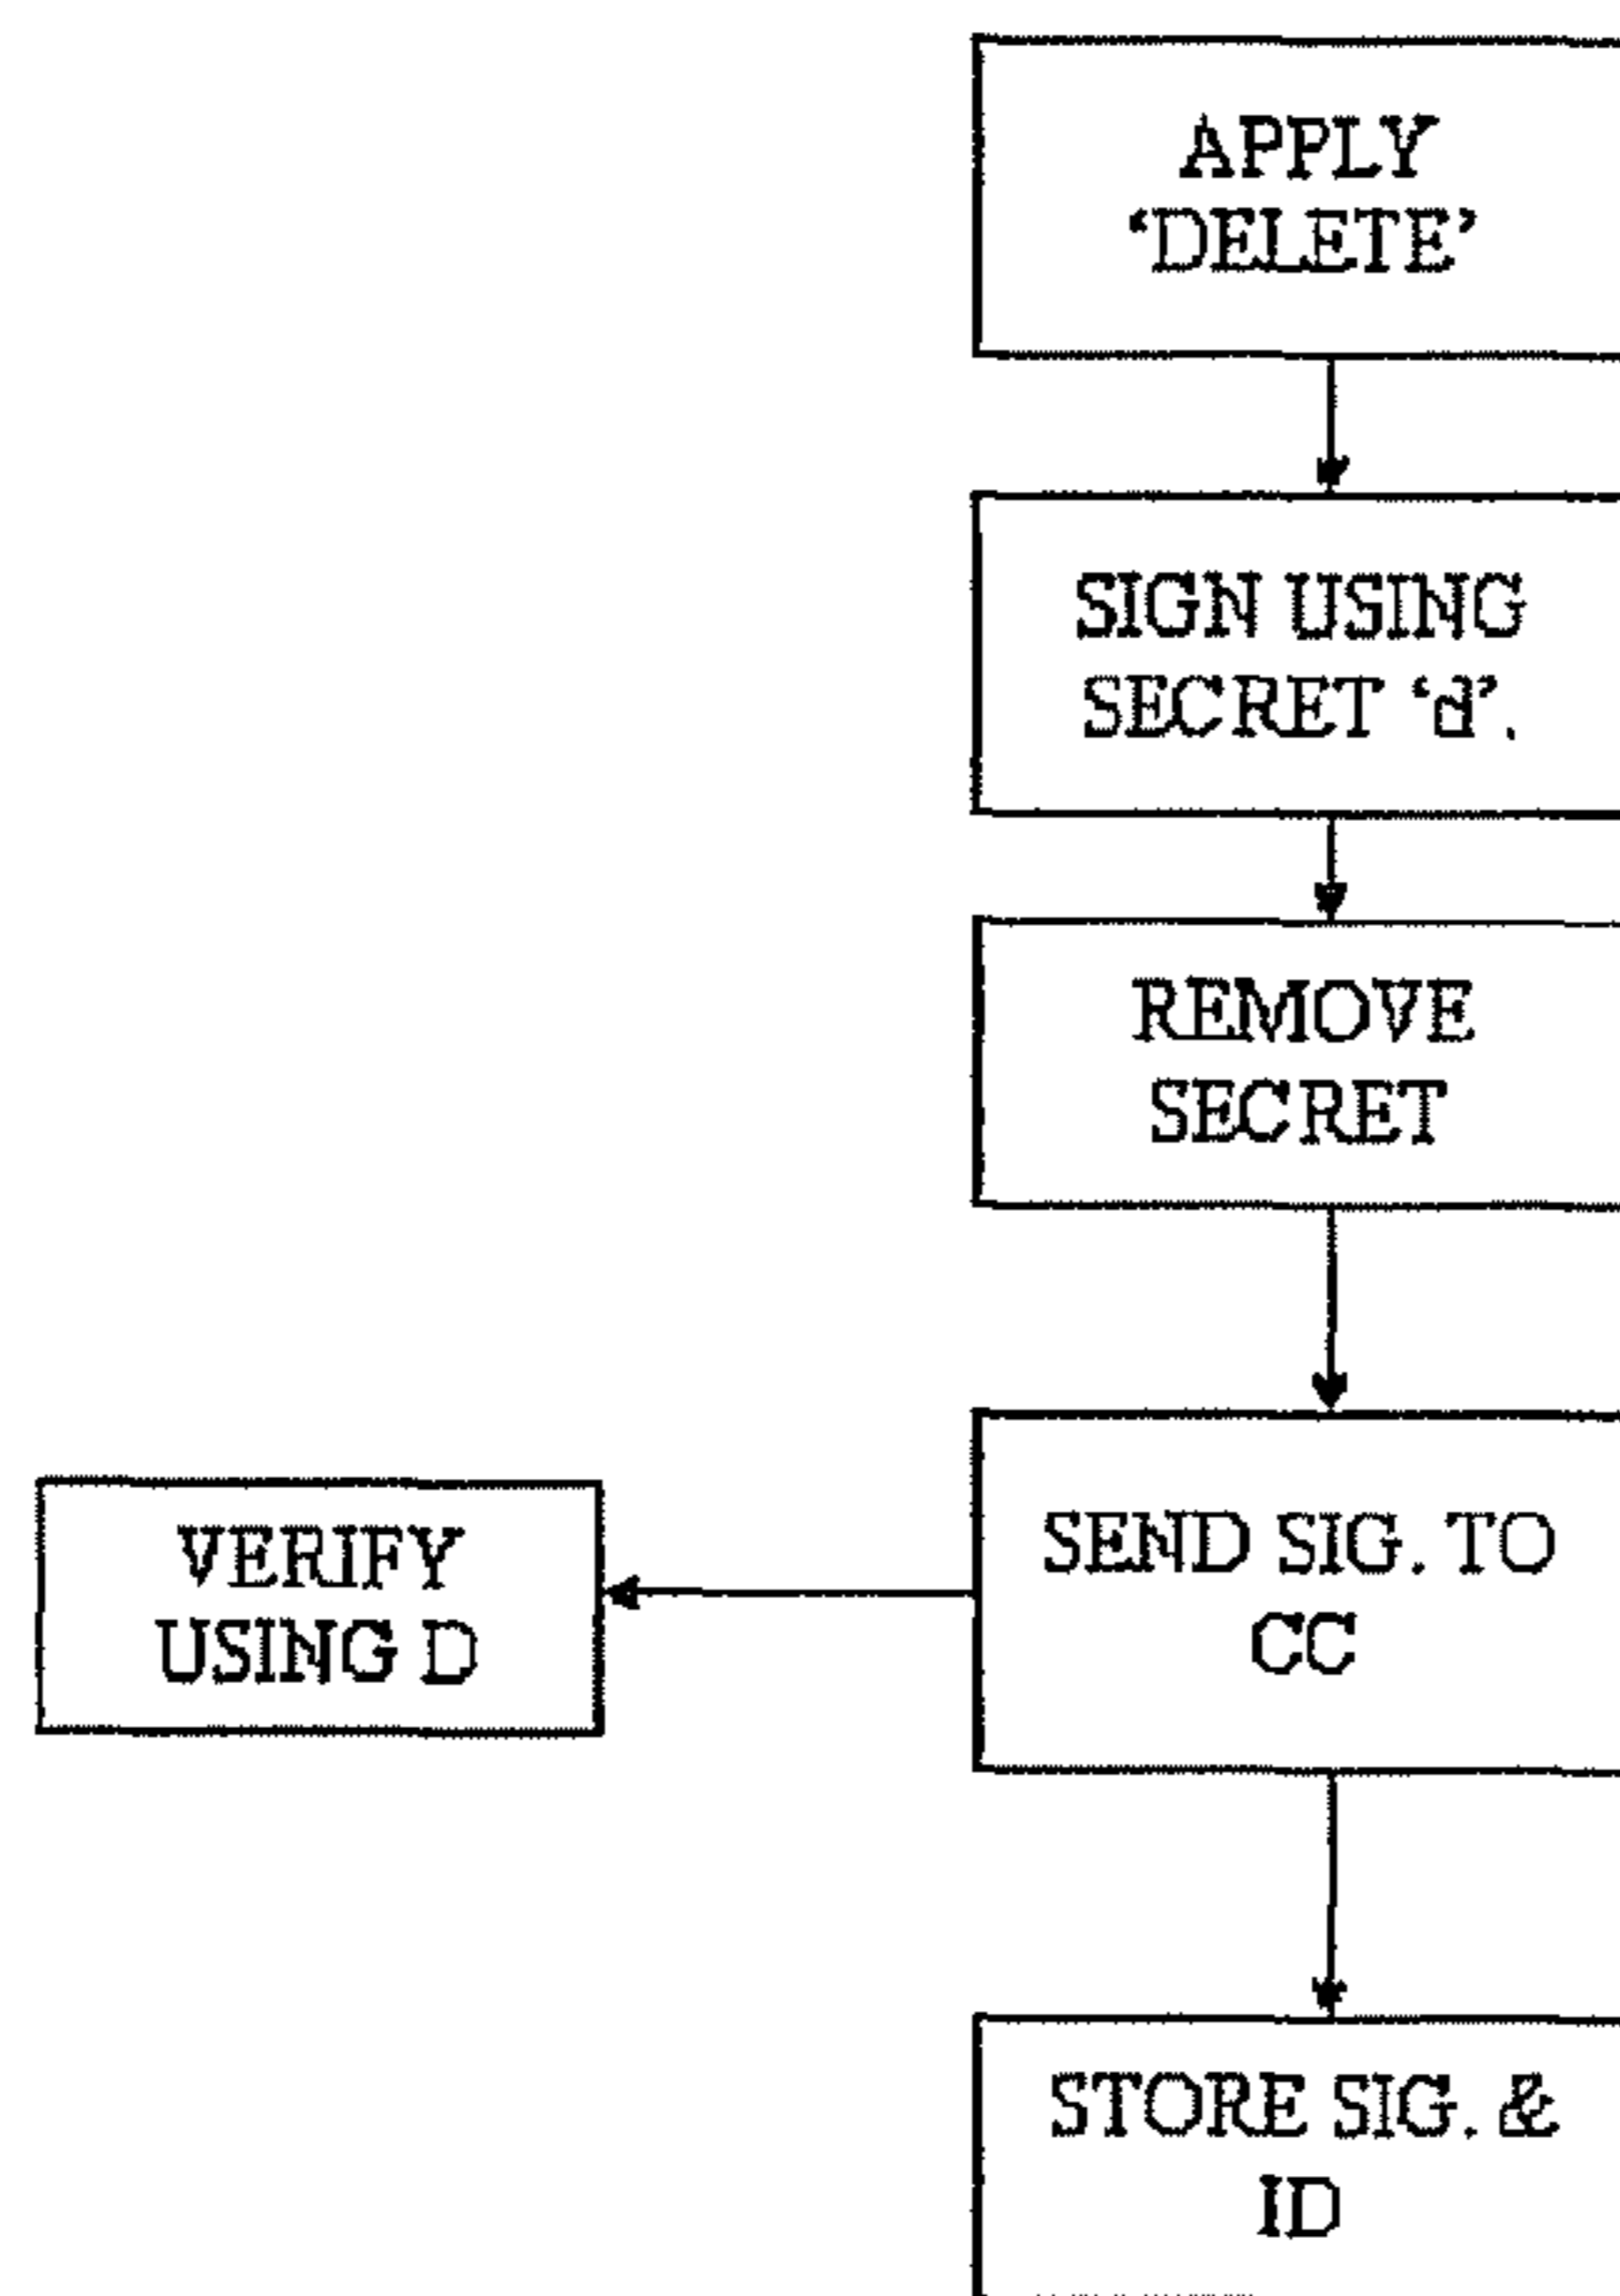 APPLY
‘DELETE’
SIGN USING
SECRET ‘d’.
REMOVE
SECRET
SEND SIG. TO
CC
VERIFY
USING D
STORE SIG. &
ID